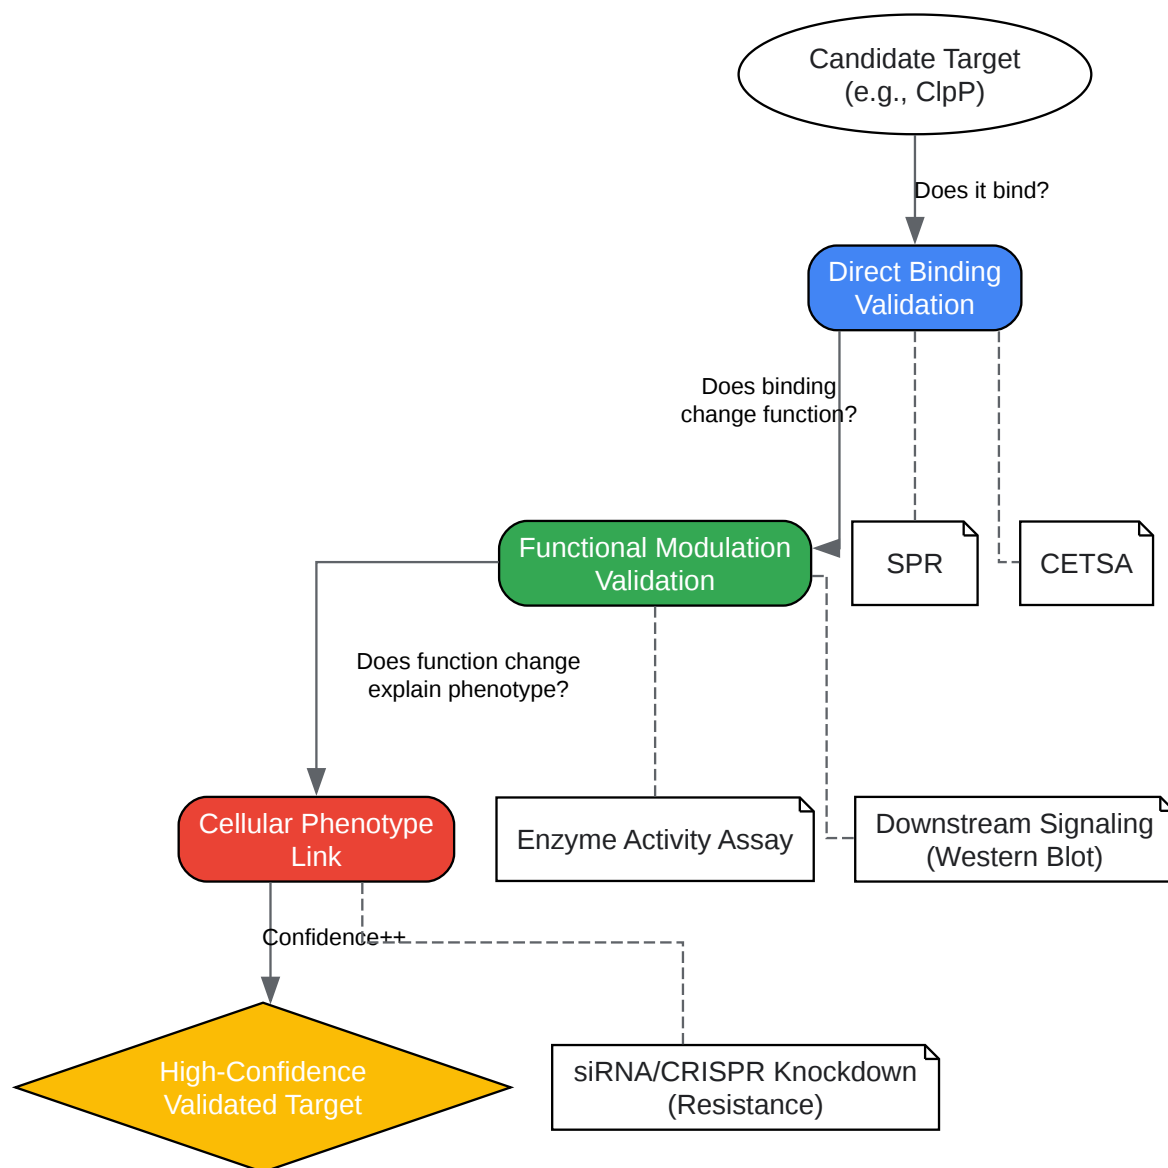 Candidate Target
(e.g., ClpP)
Does it bind?
Direct Binding
Validation
Does binding
change function?
Functional Modulation
Validation
SPR
CETSA
Does function change
explain phenotype?
Cellular Phenotype
Link
Enzyme Activity Assay
Downstream Signaling
(Western Blot)
Confidence++
High-Confidence
Validated Target
siRNA/CRISPR Knockdown
(Resistance)